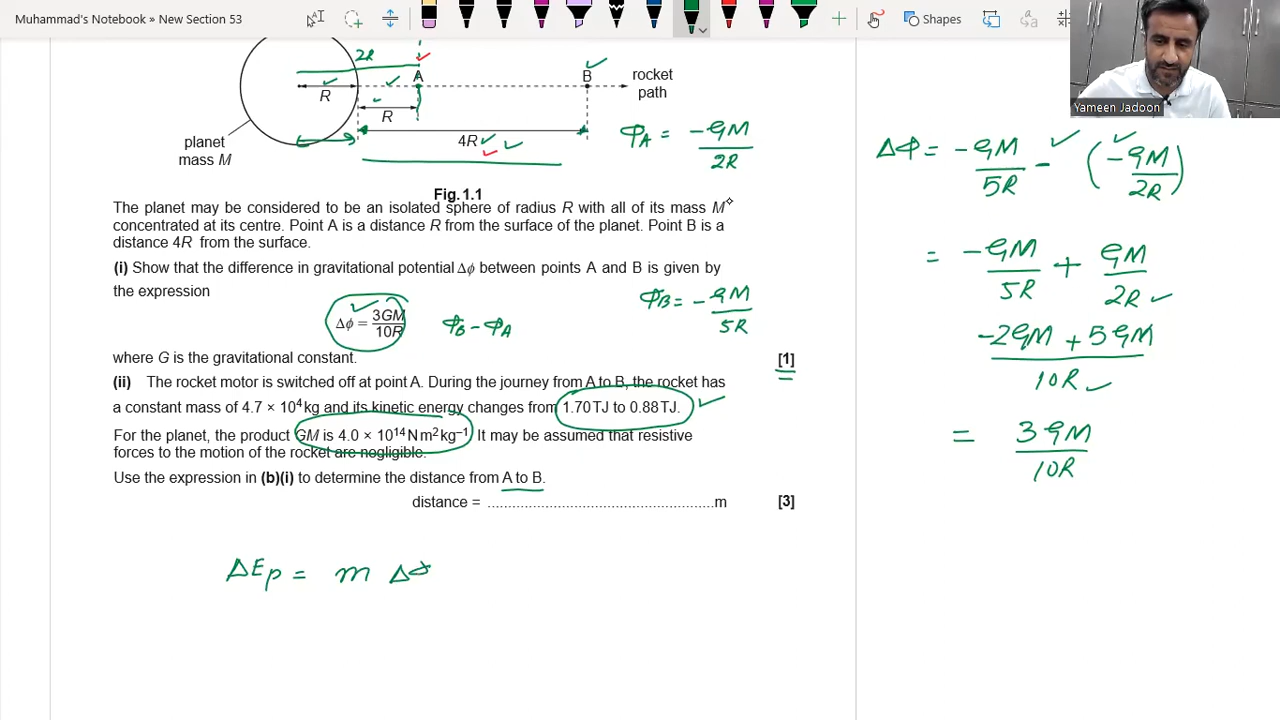 Muhammad's Notebook » New Section 53
Shapes
Yameen Jadoon
2R
A
B
rocket
path
R
R
4R
planet
mass M
ϕA = -GM/2R
Fig. 1.1
The planet may be considered to be an isolated sphere of radius R with all of its mass M
concentrated at its centre. Point A is a distance R from the surface of the planet. Point B is a
distance 4R from the surface.
(i) Show that the difference in gravitational potential Δϕ between points A and B is given by
the expression
Δϕ = 3GM/10R
ϕB - ϕA
ϕB = -GM/5R
where G is the gravitational constant.
[1]
(ii) The rocket motor is switched off at point A. During the journey from A to B, the rocket has
a constant mass of 4.7 × 10⁴ kg and its kinetic energy changes from 1.70 TJ to 0.88 TJ.
For the planet, the product GM is 4.0 × 10¹⁴ N m² kg⁻¹. It may be assumed that resistive
forces to the motion of the rocket are negligible.
Use the expression in (b)(i) to determine the distance from A to B.
distance = ......................................................m [3]
ΔEp = m Δϕ
Δϕ = -GM/5R - (-GM/2R)
= -GM/5R + GM/2R
-2GM + 5GM/10R
= 3GM/10R